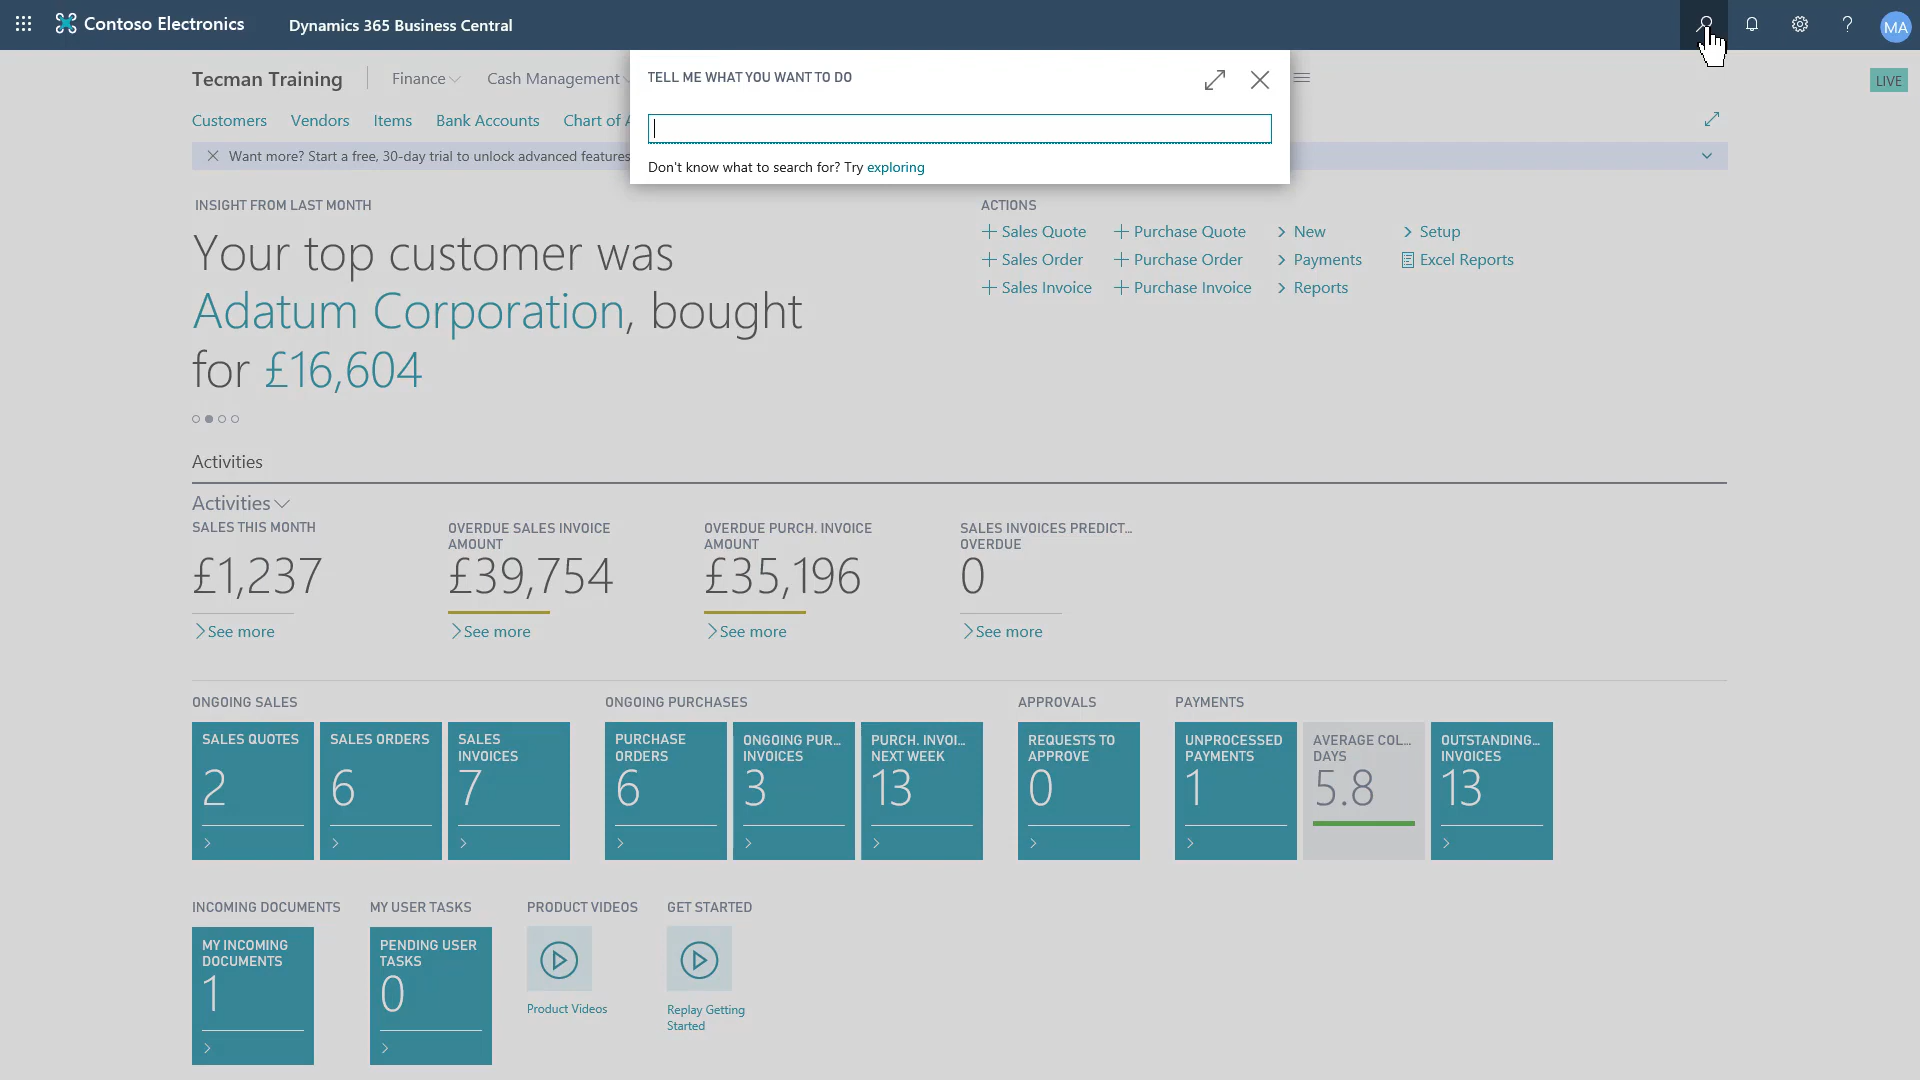 Contoso Electronics
Dynamics 365 Business Central
?
MA
TELL ME WHAT YOU WANT TO DO
Don't know what to search for? Try exploring
Tecman Training
Finance
Cash Management
LIVE
Customers
Vendors
Items
Bank Accounts
Chart of A
Want more? Start a free, 30-day trial to unlock advanced features
INSIGHT FROM LAST MONTH
Your top customer was
Adatum Corporation, bought
for £16,604
ACTIONS
Sales Quote
Purchase Quote
New
Setup
Sales Order
Purchase Order
Payments
Excel Reports
Sales Invoice
Purchase Invoice
Reports
Activities
Activities
SALES THIS MONTH
£1,237
See more
OVERDUE SALES INVOICE
AMOUNT
£39,754
See more
OVERDUE PURCH. INVOICE
AMOUNT
£35,196
See more
SALES INVOICES PREDICT...
OVERDUE
0
See more
ONGOING SALES
SALES QUOTES
2
SALES ORDERS
6
SALES
INVOICES
7
ONGOING PURCHASES
PURCHASE
ORDERS
6
ONGOING PUR...
INVOICES
3
PURCH. INVOI...
NEXT WEEK
13
APPROVALS
REQUESTS TO
APPROVE
0
PAYMENTS
UNPROCESSED
PAYMENTS
1
AVERAGE COL...
DAYS
5.8
OUTSTANDING...
INVOICES
13
INCOMING DOCUMENTS
MY INCOMING
DOCUMENTS
1
MY USER TASKS
PENDING USER
TASKS
0
PRODUCT VIDEOS
Product Videos
GET STARTED
Replay Getting
Started